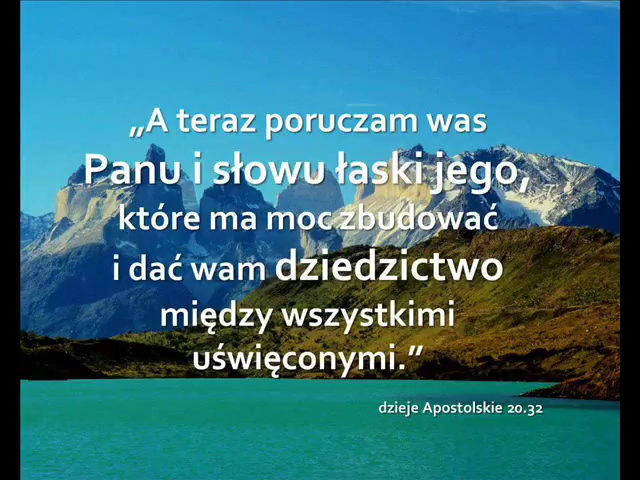 „A teraz poruczam was
Panu i słowu łaski jego,
które ma moc zbudować
i dać wam dziedzictwo
między wszystkimi
uświęconymi.”
dzieje Apostolskie 20.32